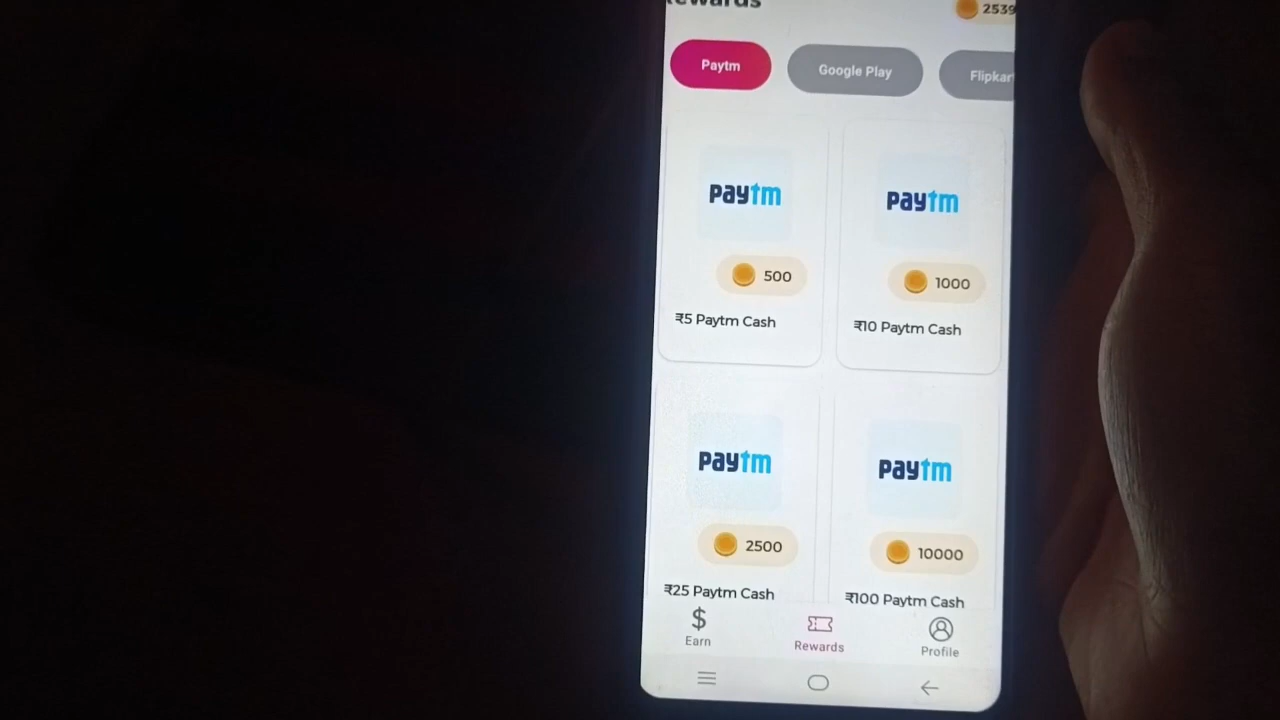 Rewards
2539
Paytm
Google Play
Flipkar
paytm
paytm
500
1000
₹5 Paytm Cash
₹10 Paytm Cash
paytm
paytm
2500
10000
₹25 Paytm Cash
₹100 Paytm Cash
$
Earn
Rewards
Profile